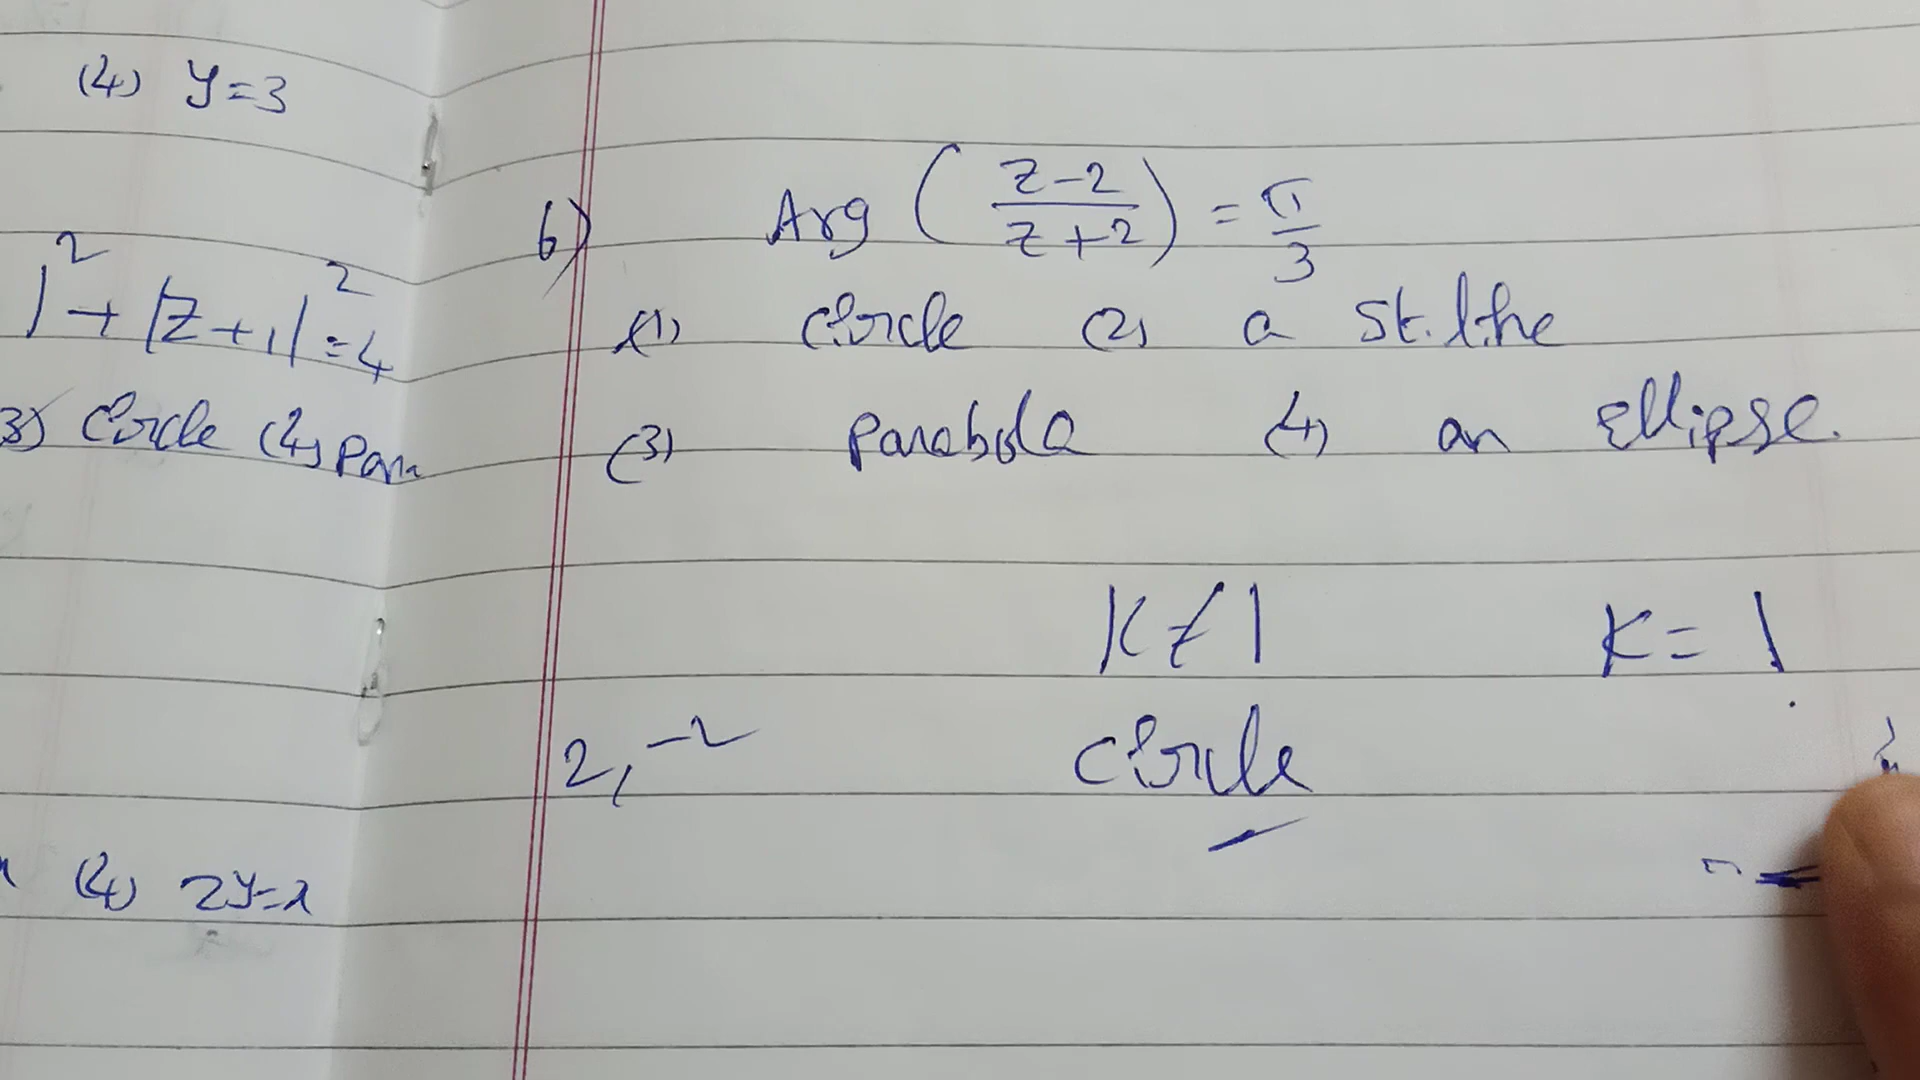 (4) y=3
|² + |z+1|² = 4
3) Circle (4) Para
(4) 2y=x
6) Arg ( z-2 / z+2 ) = π/3
(1) circle (2) a st.line
(3) parabola (4) an Ellipse.
K≠1 K=1
2, -2 circle